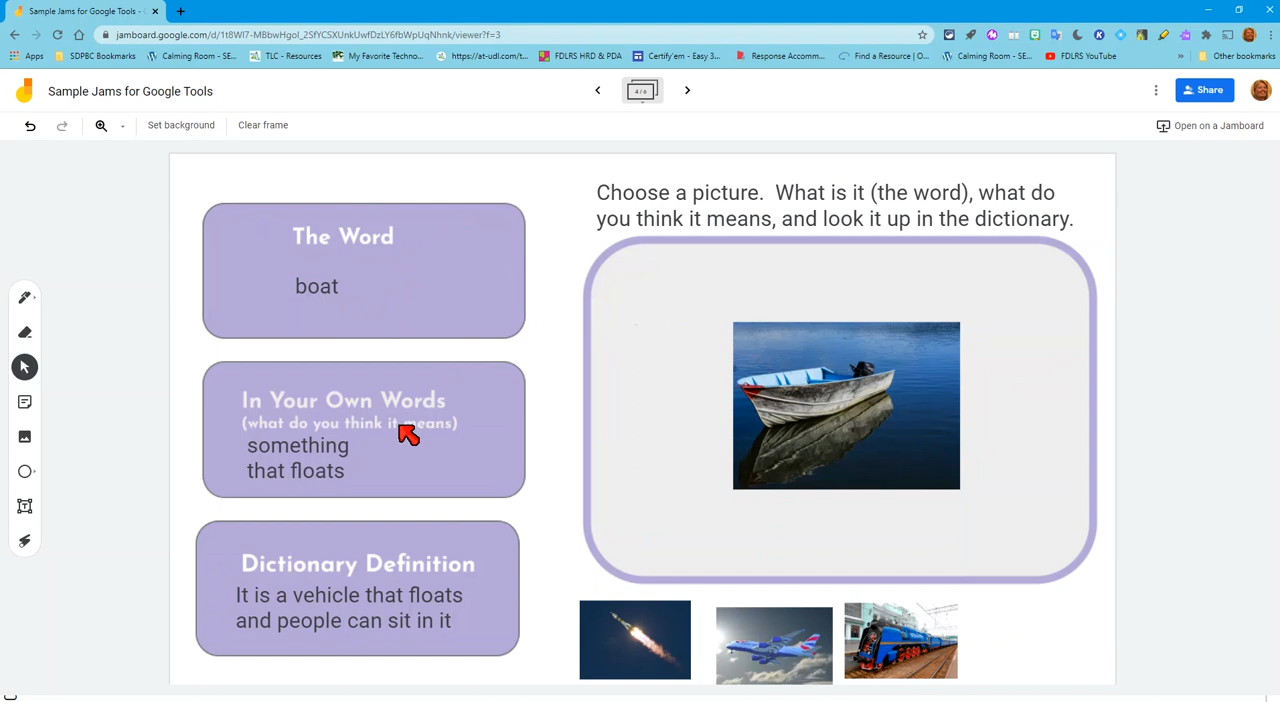 Sample Jams for Google Tools -
jamboard.google.com/d/1t8WI7-MBbwHgol_2SfYCSXUnkUwfDzLY6fbWpUqNhnk/viewer?f=3
Apps
SDPBC Bookmarks
Calming Room - SE...
TLC - Resources
My Favorite Techno...
https://at-udl.com/t...
FDLRS HRD & PDA
Certify'em - Easy 3...
Response Accomm...
Find a Resource | O...
Calming Room - SE...
FDLRS YouTube
»
Other bookmarks
Sample Jams for Google Tools
4 / 6
Share
Set background
Clear frame
Open on a Jamboard
The Word
boat
In Your Own Words
(what do you think it means)
something
that floats
Dictionary Definition
It is a vehicle that floats
and people can sit in it
Choose a picture.  What is it (the word), what do
you think it means, and look it up in the dictionary.